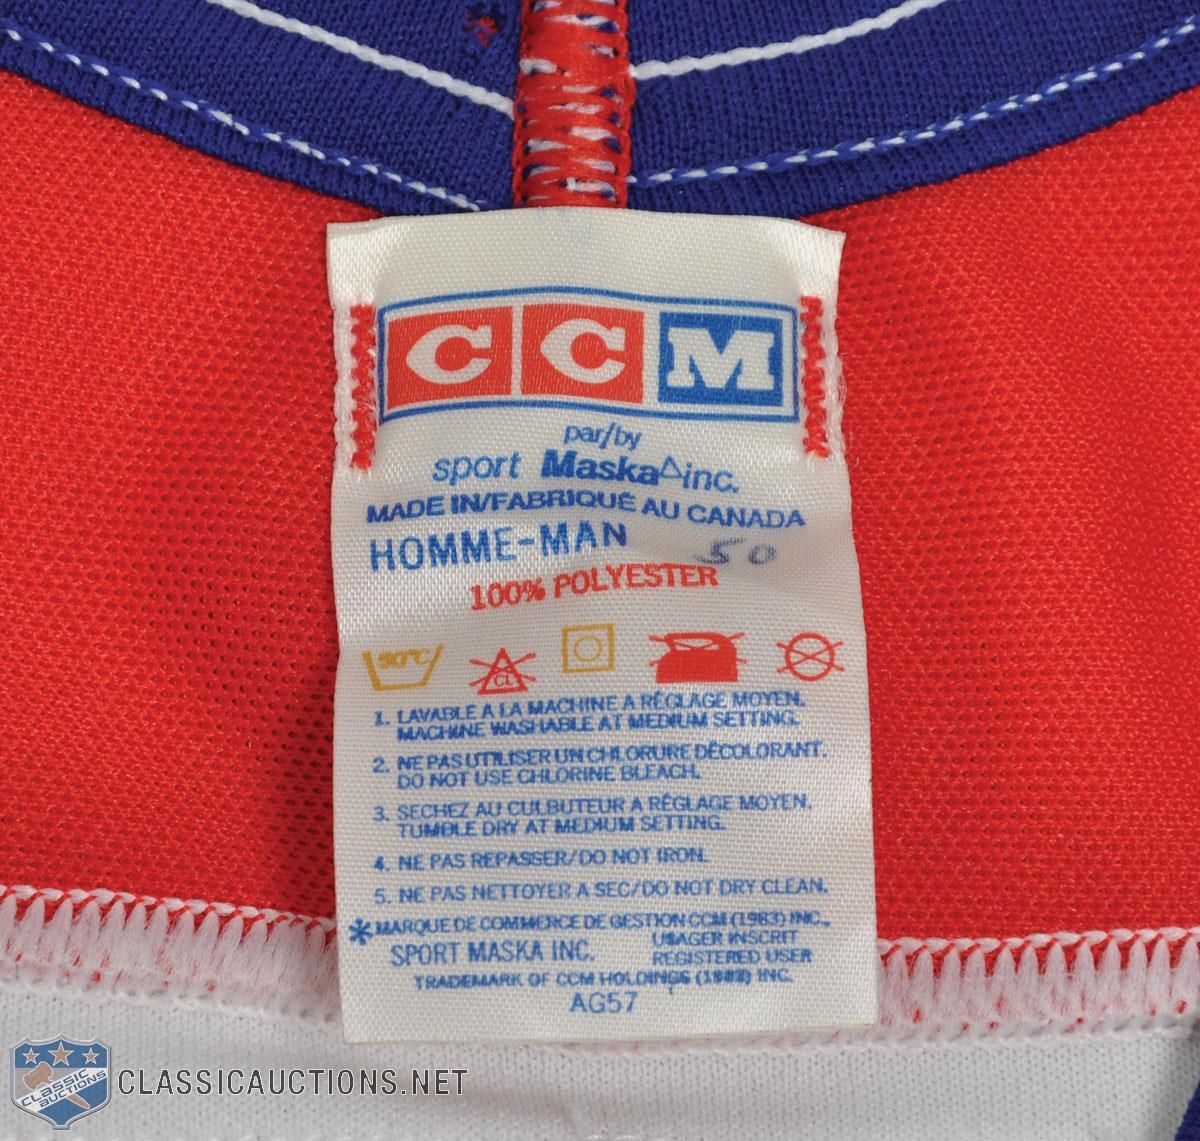 CCM
par/by
sport Maska inc.
MADE IN/FABRIQUÉ AU CANADA
HOMME-MAN 50
100% POLYESTER
50°C CL
1. LAVABLE A LA MACHINE A RÉGLAGE MOYEN.
MACHINE WASHABLE AT MEDIUM SETTING.
2. NE PAS UTILISER UN CHLORURE DÉCOLORANT.
DO NOT USE CHLORINE BLEACH.
3. SECHEZ AU CULBUTEUR A RÉGLAGE MOYEN.
TUMBLE DRY AT MEDIUM SETTING.
4. NE PAS REPASSER/DO NOT IRON.
5. NE PAS NETTOYER A SEC/DO NOT DRY CLEAN.
*MARQUE DE COMMERCE DE GESTION CCM (1983) INC.,
SPORT MASKA INC. USAGER INSCRIT
REGISTERED USER
TRADEMARK OF CCM HOLDINGS (1983) INC.
AG57
CLASSIC AUCTIONS
CLASSICAUCTIONS.NET